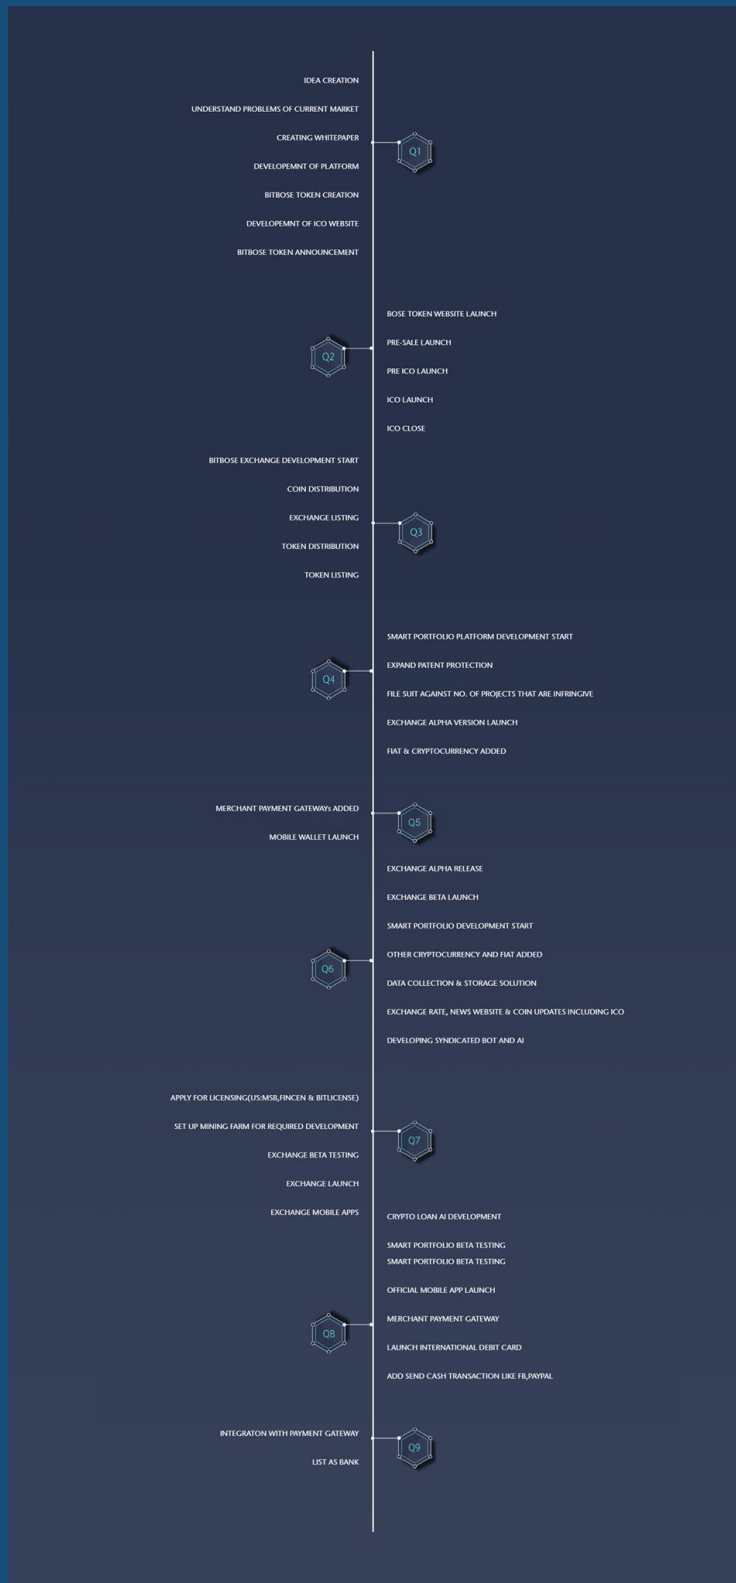 IDEA CREATION
UNDERSTAND PROBLEMS OF CURRENT MARKET
CREATING WHITEPAPER
Q1
DEVELOPEMNT OF PLATFORM
BITBOSE TOKEN CREATION
DEVELOPEMNT OF ICO WEBSITE
BITBOSE TOKEN ANNOUNCEMENT
BOSE TOKEN WEBSITE LAUNCH
PRE-SALE LAUNCH
Q2
PRE ICO LAUNCH
ICO LAUNCH
ICO CLOSE
BITBOSE EXCHANGE DEVELOPMENT START
COIN DISTRIBUTION
EXCHANGE LISTING
Q3
TOKEN DISTRIBUTION
TOKEN LISTING
SMART PORTFOLIO PLATFORM DEVELOPMENT START
EXPAND PATENT PROTECTION
Q4
FILE SUIT AGAINST NO. OF PROJECTS THAT ARE INFRINGIVE
EXCHANGE ALPHA VERSION LAUNCH
FIAT & CRYPTOCURRENCY ADDED
MERCHANT PAYMENT GATEWAYs ADDED
Q5
MOBILE WALLET LAUNCH
EXCHANGE ALPHA RELEASE
EXCHANGE BETA LAUNCH
SMART PORTFOLIO DEVELOPMENT START
OTHER CRYPTOCURRENCY AND FIAT ADDED
Q6
DATA COLLECTION & STORAGE SOLUTION
EXCHANGE RATE, NEWS WEBSITE & COIN UPDATES INCLUDING ICO
DEVELOPING SYNDICATED BOT AND AI
APPLY FOR LICENSING(US:MSB,FINCEN & BITLICENSE)
SET UP MINING FARM FOR REQUIRED DEVELOPMENT
Q7
EXCHANGE BETA TESTING
EXCHANGE LAUNCH
EXCHANGE MOBILE APPS
CRYPTO LOAN AI DEVELOPMENT
SMART PORTFOLIO BETA TESTING
SMART PORTFOLIO BETA TESTING
OFFICIAL MOBILE APP LAUNCH
MERCHANT PAYMENT GATEWAY
Q8
LAUNCH INTERNATIONAL DEBIT CARD
ADD SEND CASH TRANSACTION LIKE FB,PAYPAL
INTEGRATON WITH PAYMENT GATEWAY
Q9
LIST AS BANK